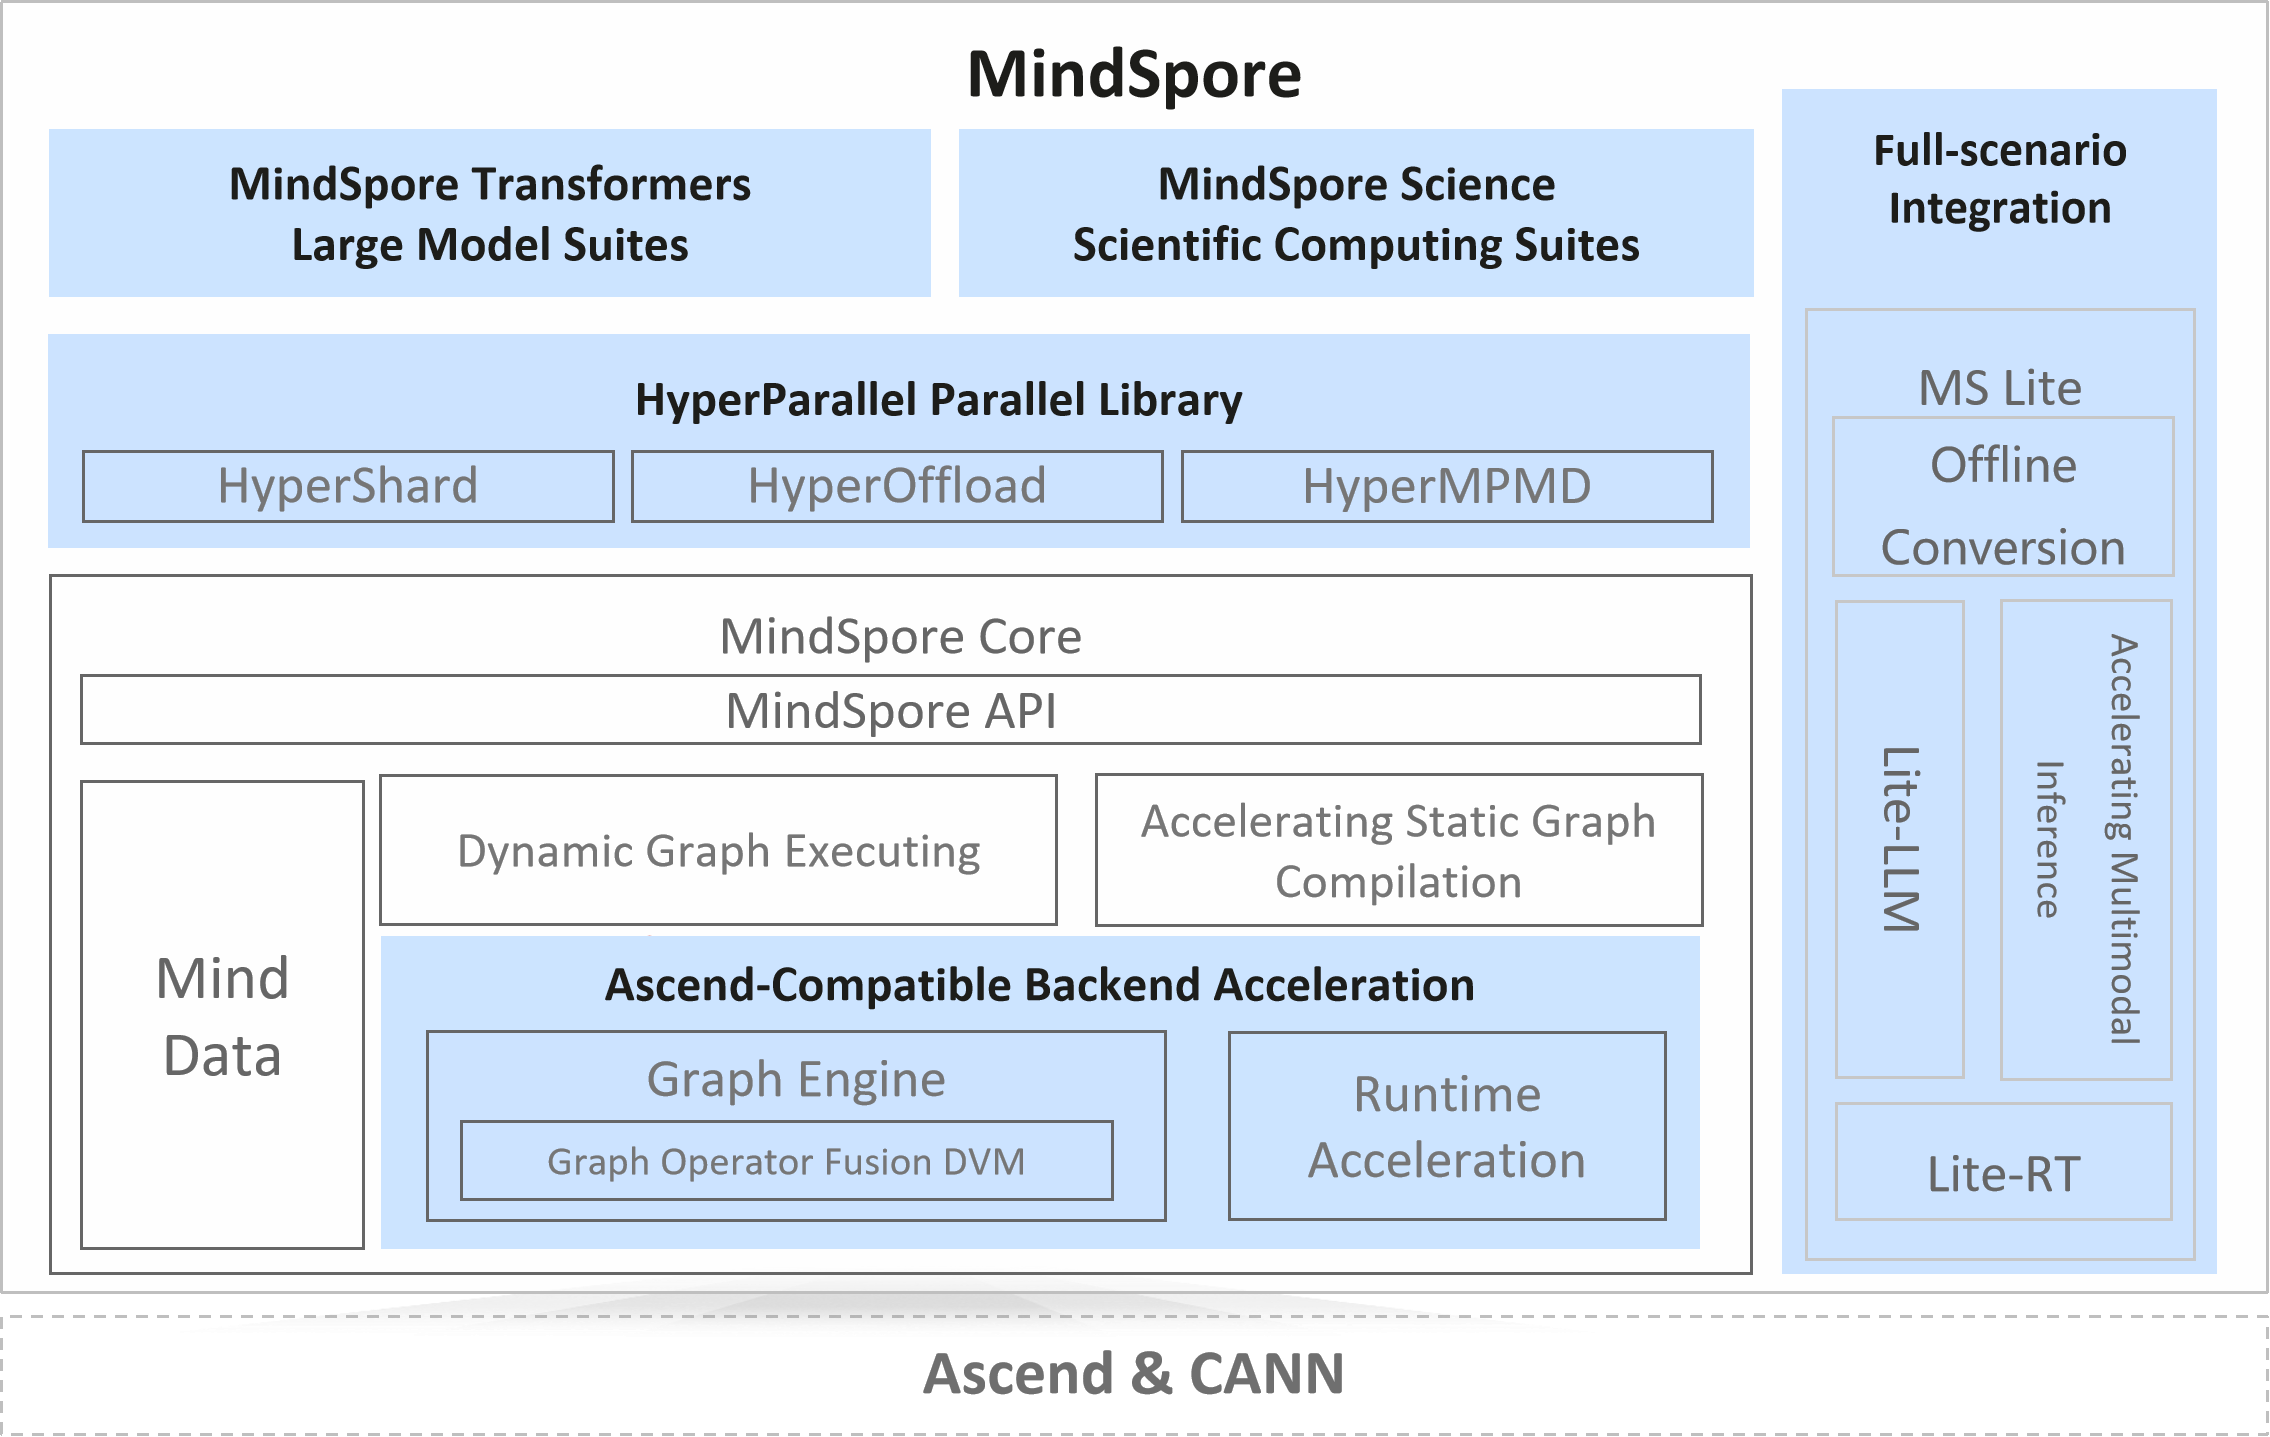 MindSpore
MindSpore Transformers
Large Model Suites
MindSpore Science
Scientific Computing Suites
HyperParallel Parallel Library
HyperShard
HyperOffload
HyperMPMD
MindSpore Core
MindSpore API
Mind
Data
Dynamic Graph Executing
Accelerating Static Graph
Compilation
Ascend-Compatible Backend Acceleration
Graph Engine
Graph Operator Fusion DVM
Runtime
Acceleration
Full-scenario
Integration
MS Lite
Offline
Conversion
Lite-LLM
Accelerating Multimodal
Inference
Lite-RT
Ascend & CANN